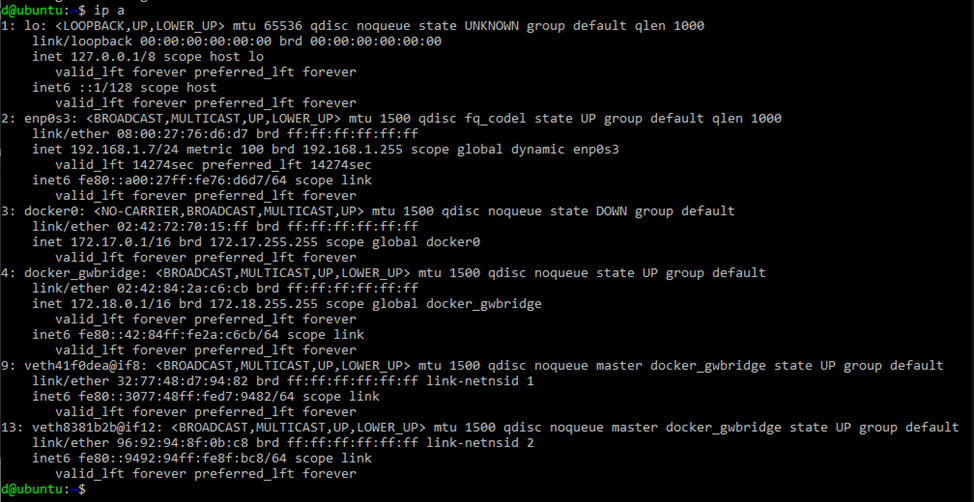 d@ubuntu:~$ ip a
1: lo: <LOOPBACK,UP,LOWER_UP> mtu 65536 qdisc noqueue state UNKNOWN group default qlen 1000
    link/loopback 00:00:00:00:00:00 brd 00:00:00:00:00:00
    inet 127.0.0.1/8 scope host lo
       valid_lft forever preferred_lft forever
    inet6 ::1/128 scope host
       valid_lft forever preferred_lft forever
2: enp0s3: <BROADCAST,MULTICAST,UP,LOWER_UP> mtu 1500 qdisc fq_codel state UP group default qlen 1000
    link/ether 08:00:27:76:d6:d7 brd ff:ff:ff:ff:ff:ff
    inet 192.168.1.7/24 metric 100 brd 192.168.1.255 scope global dynamic enp0s3
       valid_lft 14274sec preferred_lft 14274sec
    inet6 fe80::a00:27ff:fe76:d6d7/64 scope link
       valid_lft forever preferred_lft forever
3: docker0: <NO-CARRIER,BROADCAST,MULTICAST,UP> mtu 1500 qdisc noqueue state DOWN group default
    link/ether 02:42:72:70:15:ff brd ff:ff:ff:ff:ff:ff
    inet 172.17.0.1/16 brd 172.17.255.255 scope global docker0
       valid_lft forever preferred_lft forever
4: docker_gwbridge: <BROADCAST,MULTICAST,UP,LOWER_UP> mtu 1500 qdisc noqueue state UP group default
    link/ether 02:42:84:2a:c6:cb brd ff:ff:ff:ff:ff:ff
    inet 172.18.0.1/16 brd 172.18.255.255 scope global docker_gwbridge
       valid_lft forever preferred_lft forever
    inet6 fe80::42:84ff:fe2a:c6cb/64 scope link
       valid_lft forever preferred_lft forever
9: veth41f0dea@if8: <BROADCAST,MULTICAST,UP,LOWER_UP> mtu 1500 qdisc noqueue master docker_gwbridge state UP group default
    link/ether 32:77:48:d7:94:82 brd ff:ff:ff:ff:ff:ff link-netnsid 1
    inet6 fe80::3077:48ff:fed7:9482/64 scope link
       valid_lft forever preferred_lft forever
13: veth8381b2b@if12: <BROADCAST,MULTICAST,UP,LOWER_UP> mtu 1500 qdisc noqueue master docker_gwbridge state UP group default
    link/ether 96:92:94:8f:0b:c8 brd ff:ff:ff:ff:ff:ff link-netnsid 2
    inet6 fe80::9492:94ff:fe8f:bc8/64 scope link
       valid_lft forever preferred_lft forever
d@ubuntu:~$